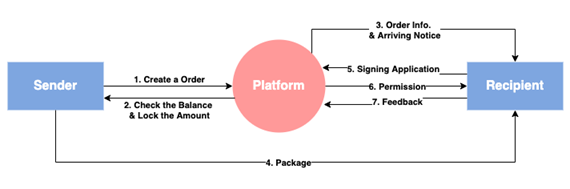 3. Order Info.
& Arriving Notice
Sender
1. Create a Order
2. Check the Balance
& Lock the Amount
Platform
5. Signing Application
6. Permission
7. Feedback
Recipient
4. Package